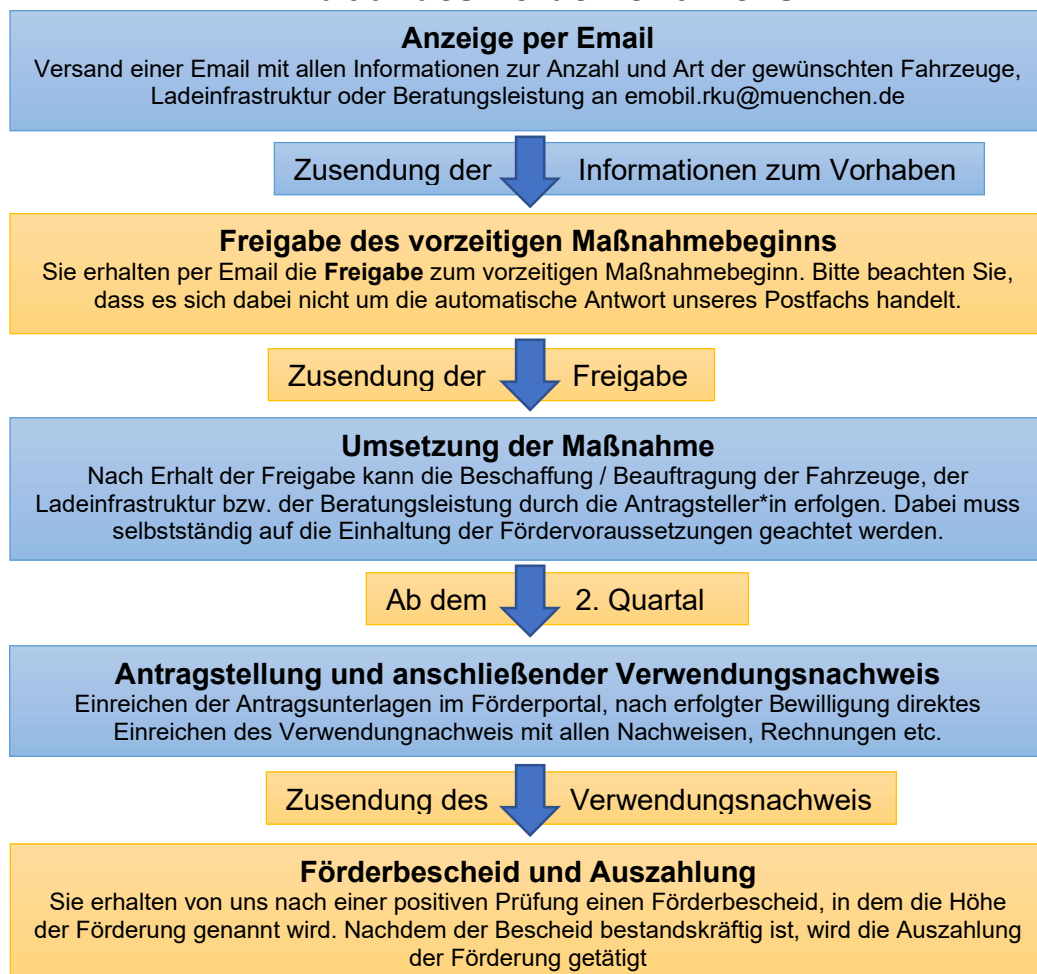 Anzeige per Email
Versand einer Email mit allen Informationen zur Anzahl und Art der gewünschten Fahrzeuge,
Ladeinfrastruktur oder Beratungsleistung an emobil.rku@muenchen.de
Zusendung der Informationen zum Vorhaben
Freigabe des vorzeitigen Maßnahmebeginns
Sie erhalten per Email die Freigabe zum vorzeitigen Maßnahmebeginn. Bitte beachten Sie,
dass es sich dabei nicht um die automatische Antwort unseres Postfachs handelt.
Zusendung der Freigabe
Umsetzung der Maßnahme
Nach Erhalt der Freigabe kann die Beschaffung / Beauftragung der Fahrzeuge, der
Ladeinfrastruktur bzw. der Beratungsleistung durch die Antragsteller*in erfolgen. Dabei muss
selbstständig auf die Einhaltung der Fördervoraussetzungen geachtet werden.
Ab dem 2. Quartal
Antragstellung und anschließender Verwendungsnachweis
Einreichen der Antragsunterlagen im Förderportal, nach erfolgter Bewilligung direktes
Einreichen des Verwendungnachweis mit allen Nachweisen, Rechnungen etc.
Zusendung des Verwendungsnachweis
Förderbescheid und Auszahlung
Sie erhalten von uns nach einer positiven Prüfung einen Förderbescheid, in dem die Höhe
der Förderung genannt wird. Nachdem der Bescheid bestandskräftig ist, wird die Auszahlung
der Förderung getätigt